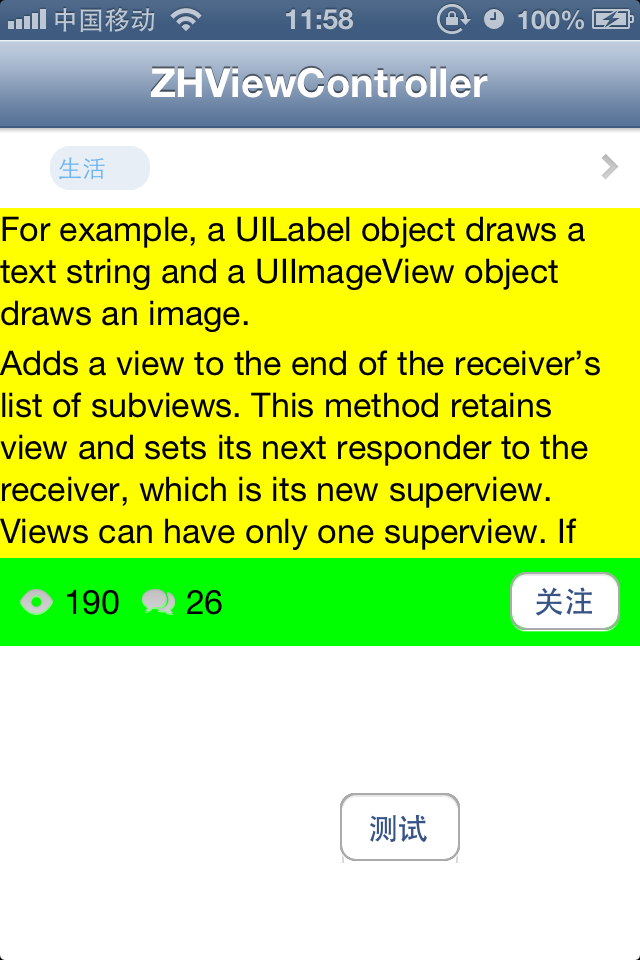 中国移动 11:58 100%
ZHViewController
生活
For example, a UILabel object draws a
text string and a UIImageView object
draws an image.
Adds a view to the end of the receiver’s
list of subviews. This method retains
view and sets its next responder to the
receiver, which is its new superview.
Views can have only one superview. If
190 26 关注
测试